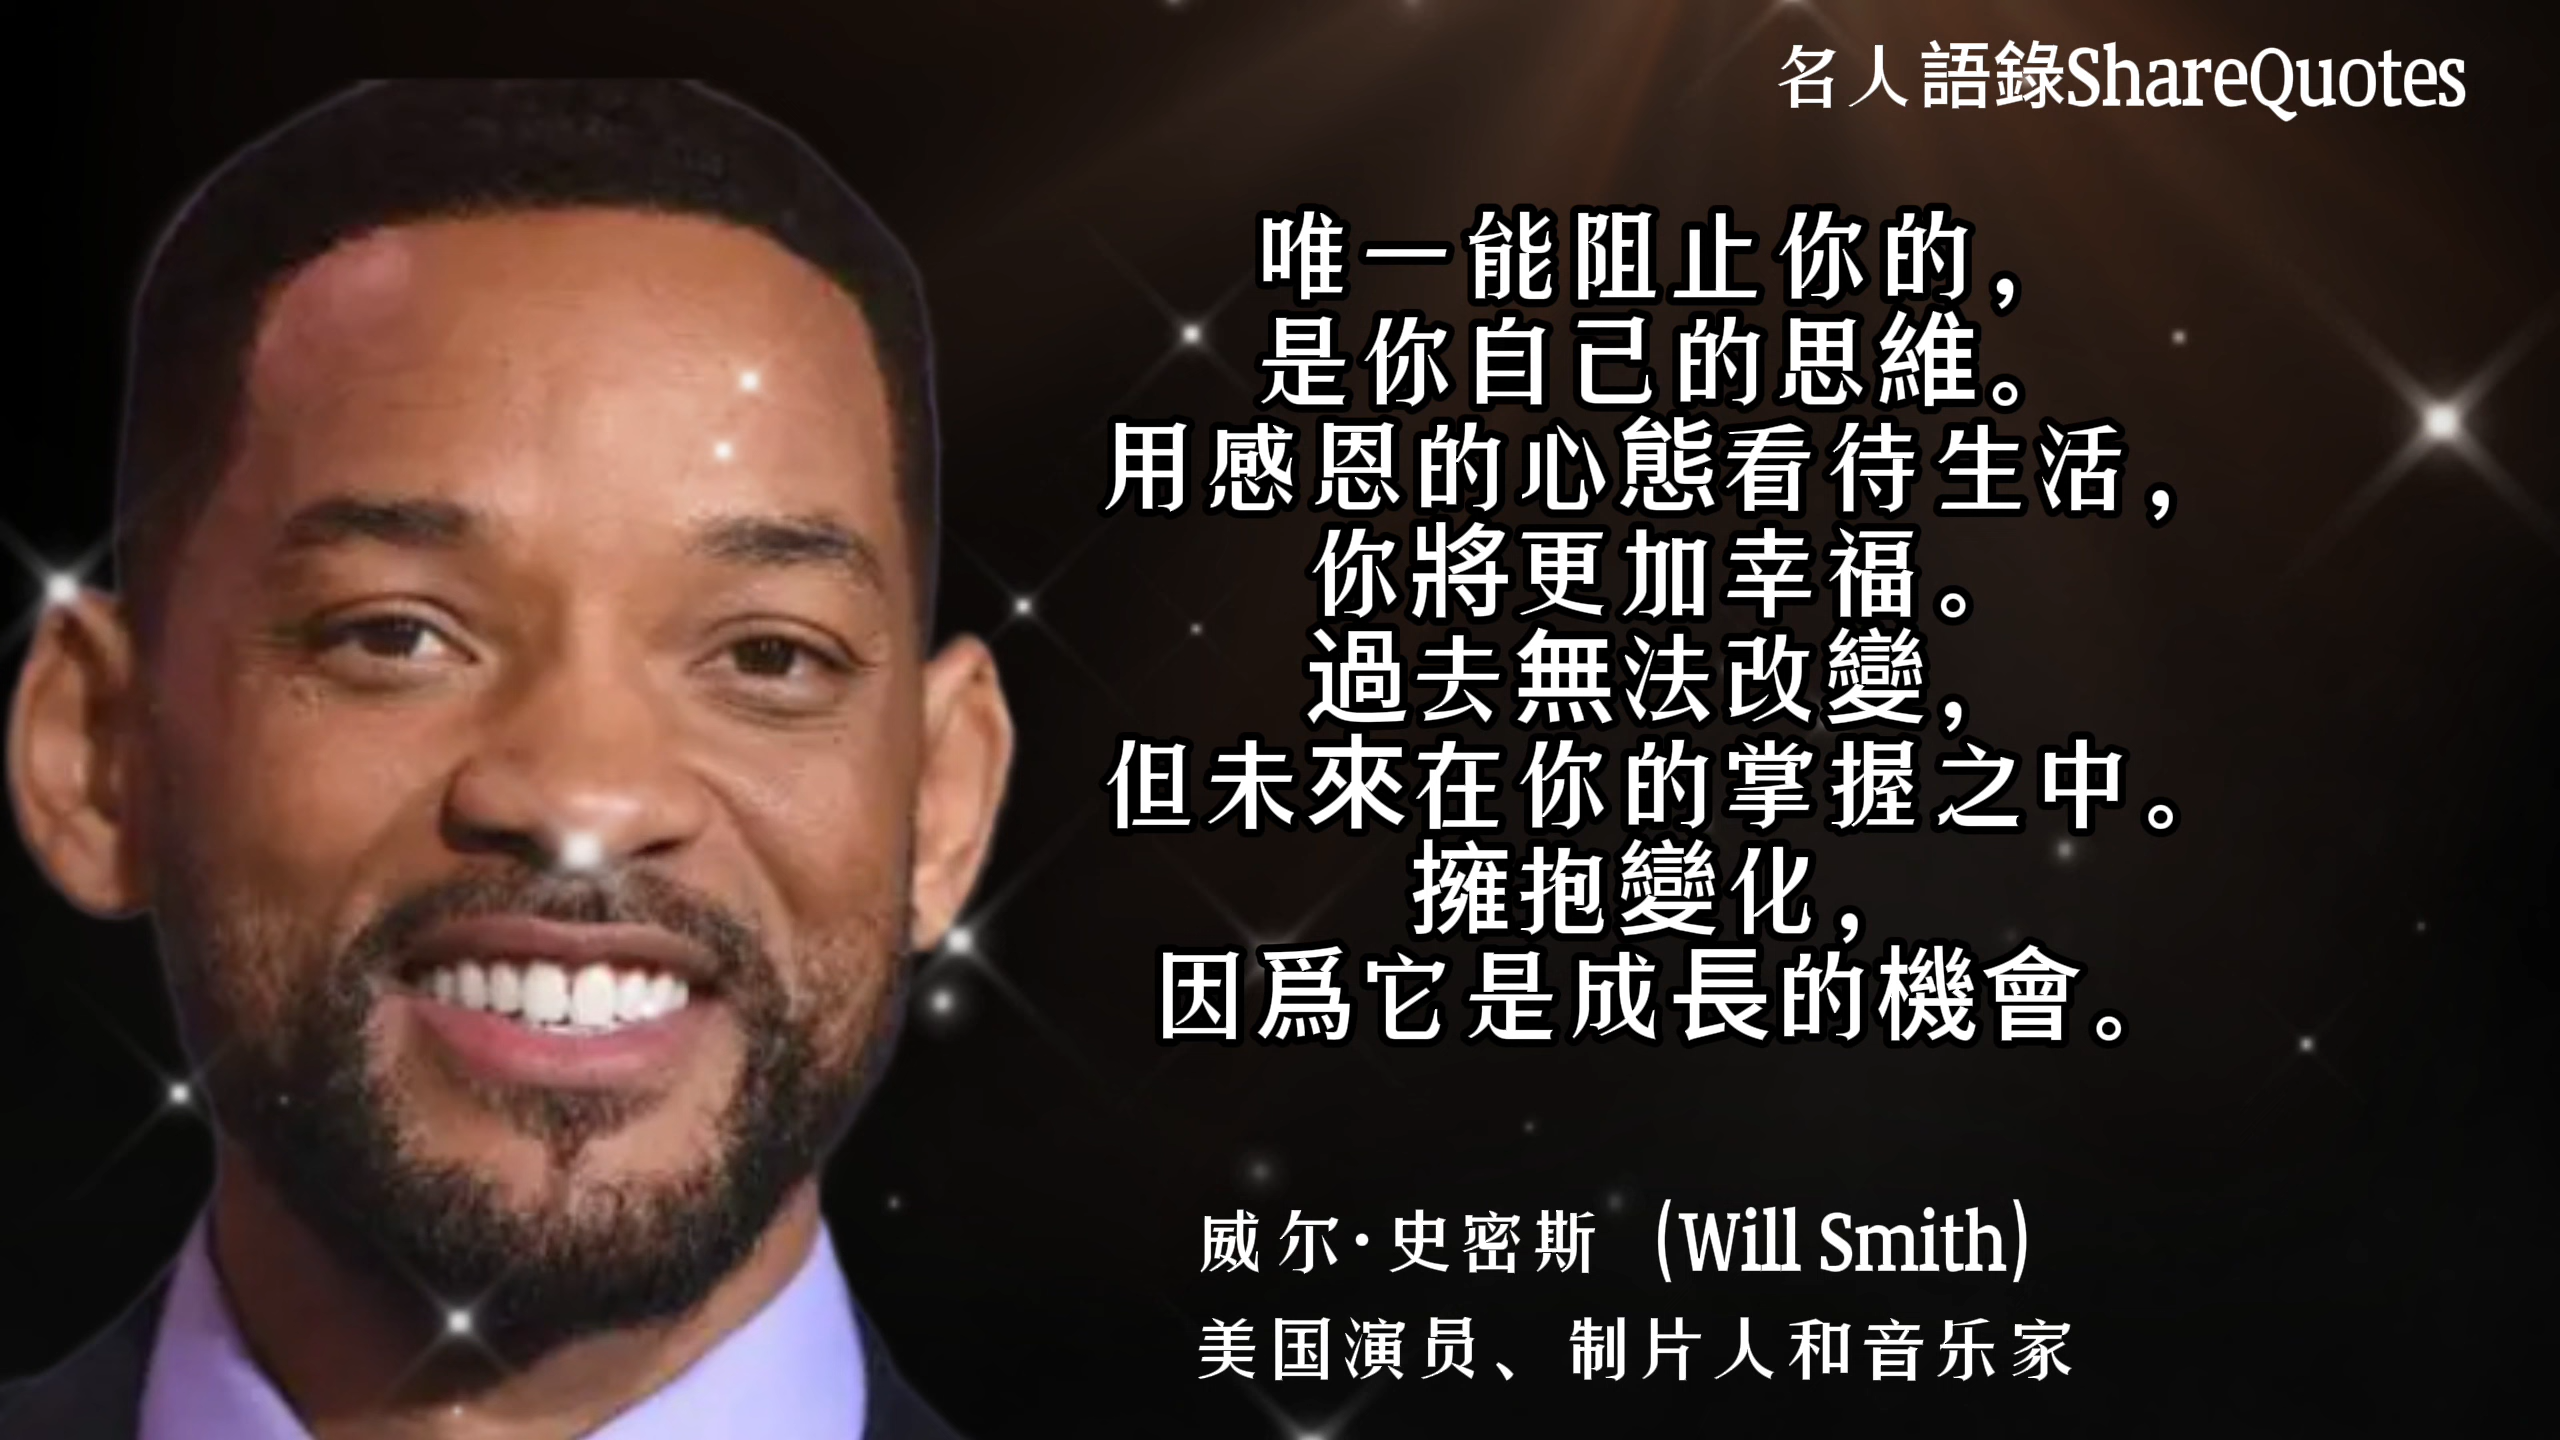 名人語錄ShareQuotes
唯一能阻止你的，
是你自己的思維。
用感恩的心態看待生活，
你將更加幸福。
過去無法改變，
但未來在你的掌握之中。
擁抱變化，
因爲它是成長的機會。
威尔·史密斯 （Will Smith）
美国演员、制片人和音乐家